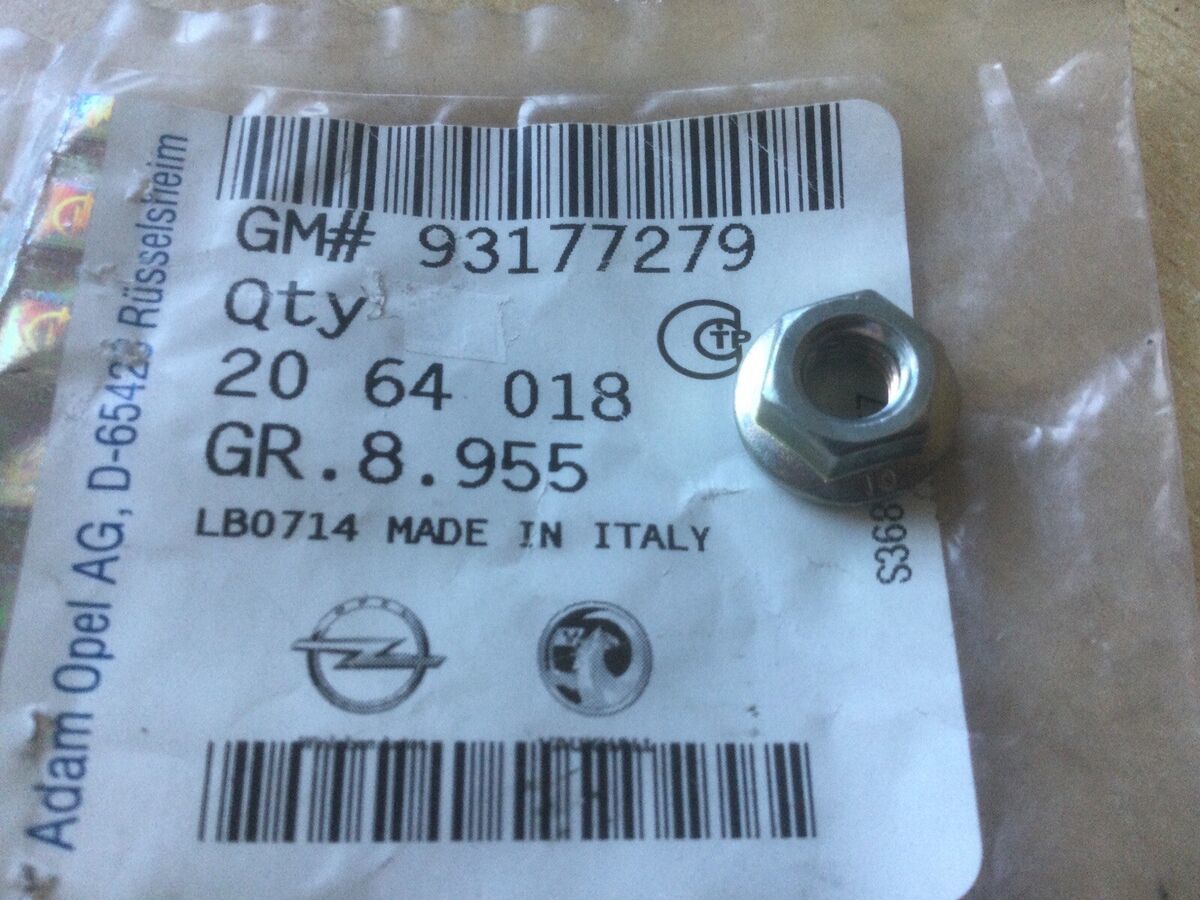 GM# 93177279
Qty
20 64 018
GR.8.955
LB0714 MADE IN ITALY
OPEL
Adam Opel AG, D-65423 Rüsselsheim
S368